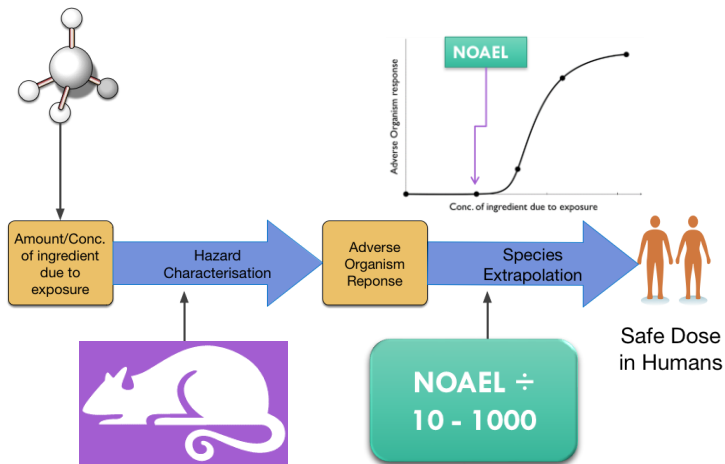 NOAEL
Adverse Organism response
Conc. of ingredient due to exposure
Amount/Conc.
of ingredient
due to
exposure
Hazard
Characterisation
Adverse
Organism
Reponse
Species
Extrapolation
Safe Dose
in Humans
NOAEL ÷
10 - 1000